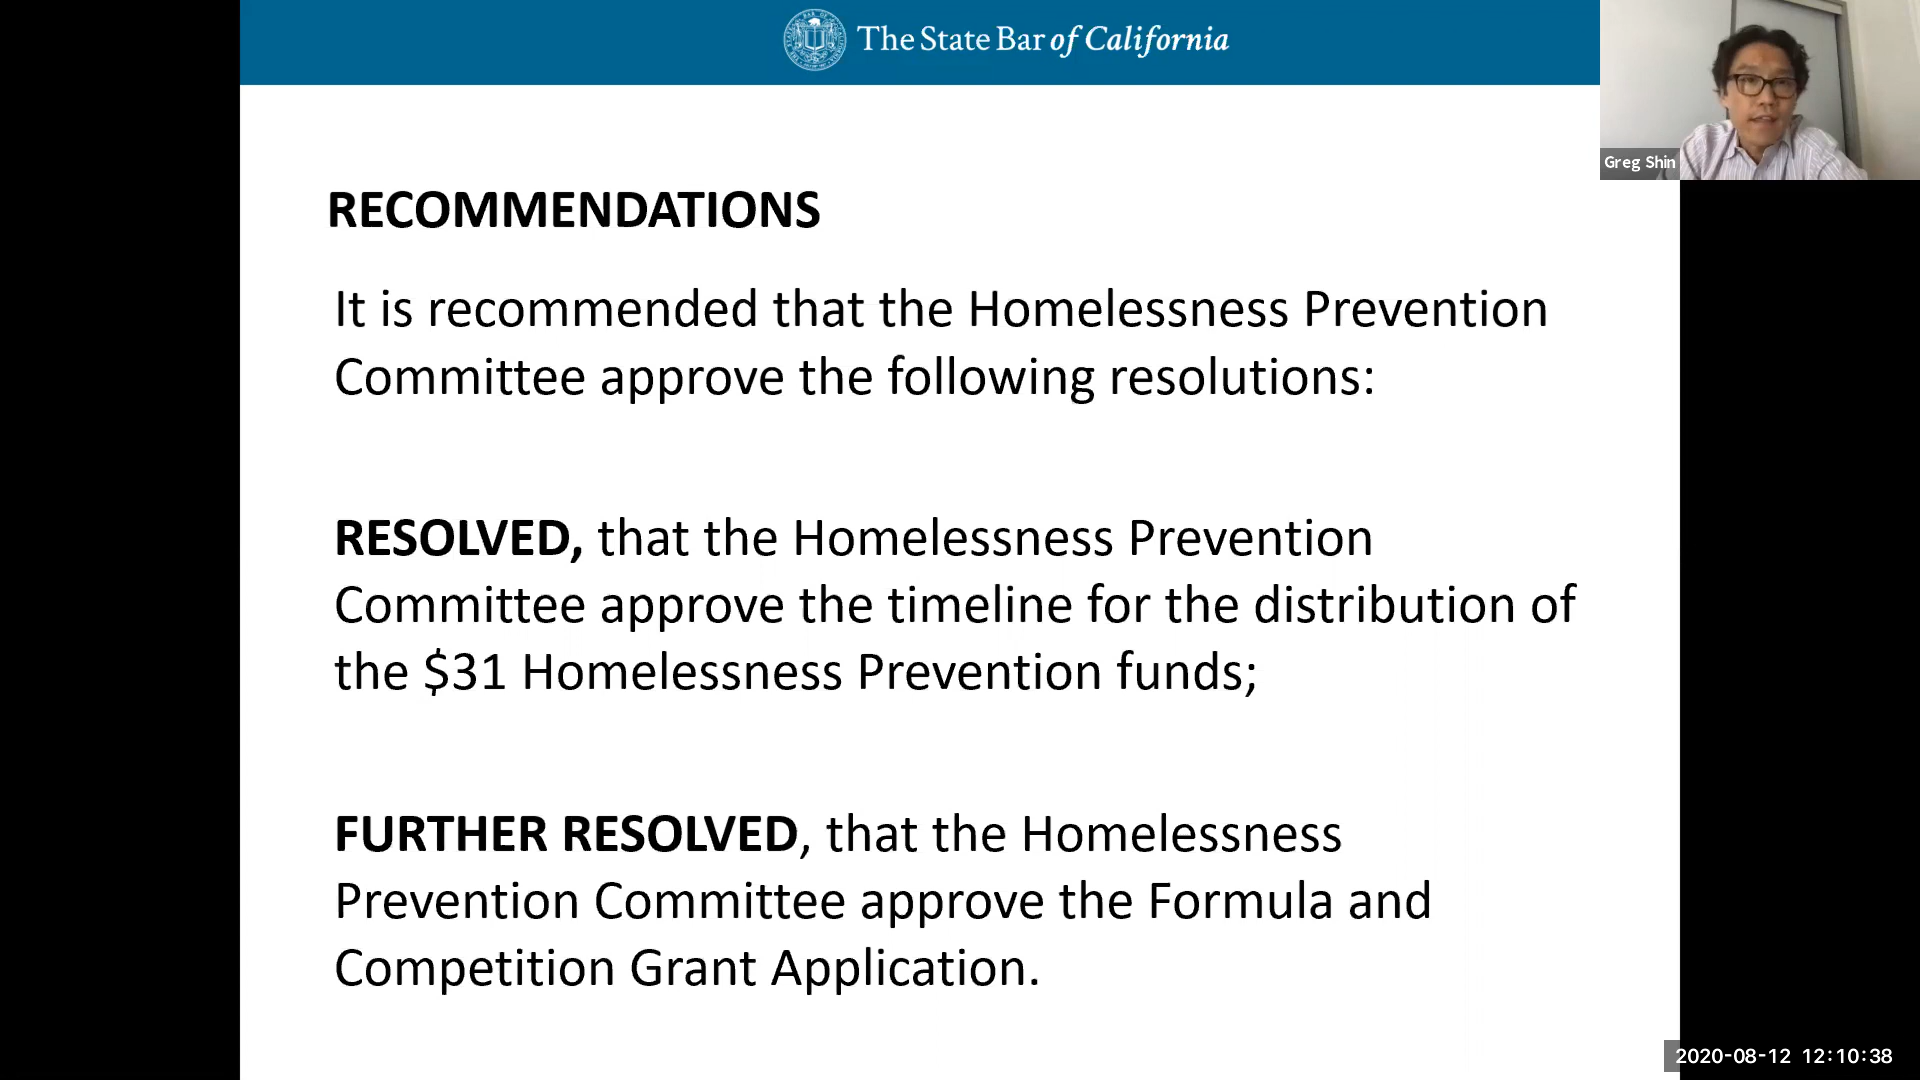 The State Bar of California
Greg Shin
RECOMMENDATIONS
It is recommended that the Homelessness Prevention
Committee approve the following resolutions:
RESOLVED, that the Homelessness Prevention
Committee approve the timeline for the distribution of
the $31 Homelessness Prevention funds;
FURTHER RESOLVED, that the Homelessness
Prevention Committee approve the Formula and
Competition Grant Application.
2020-08-12 12:10:38